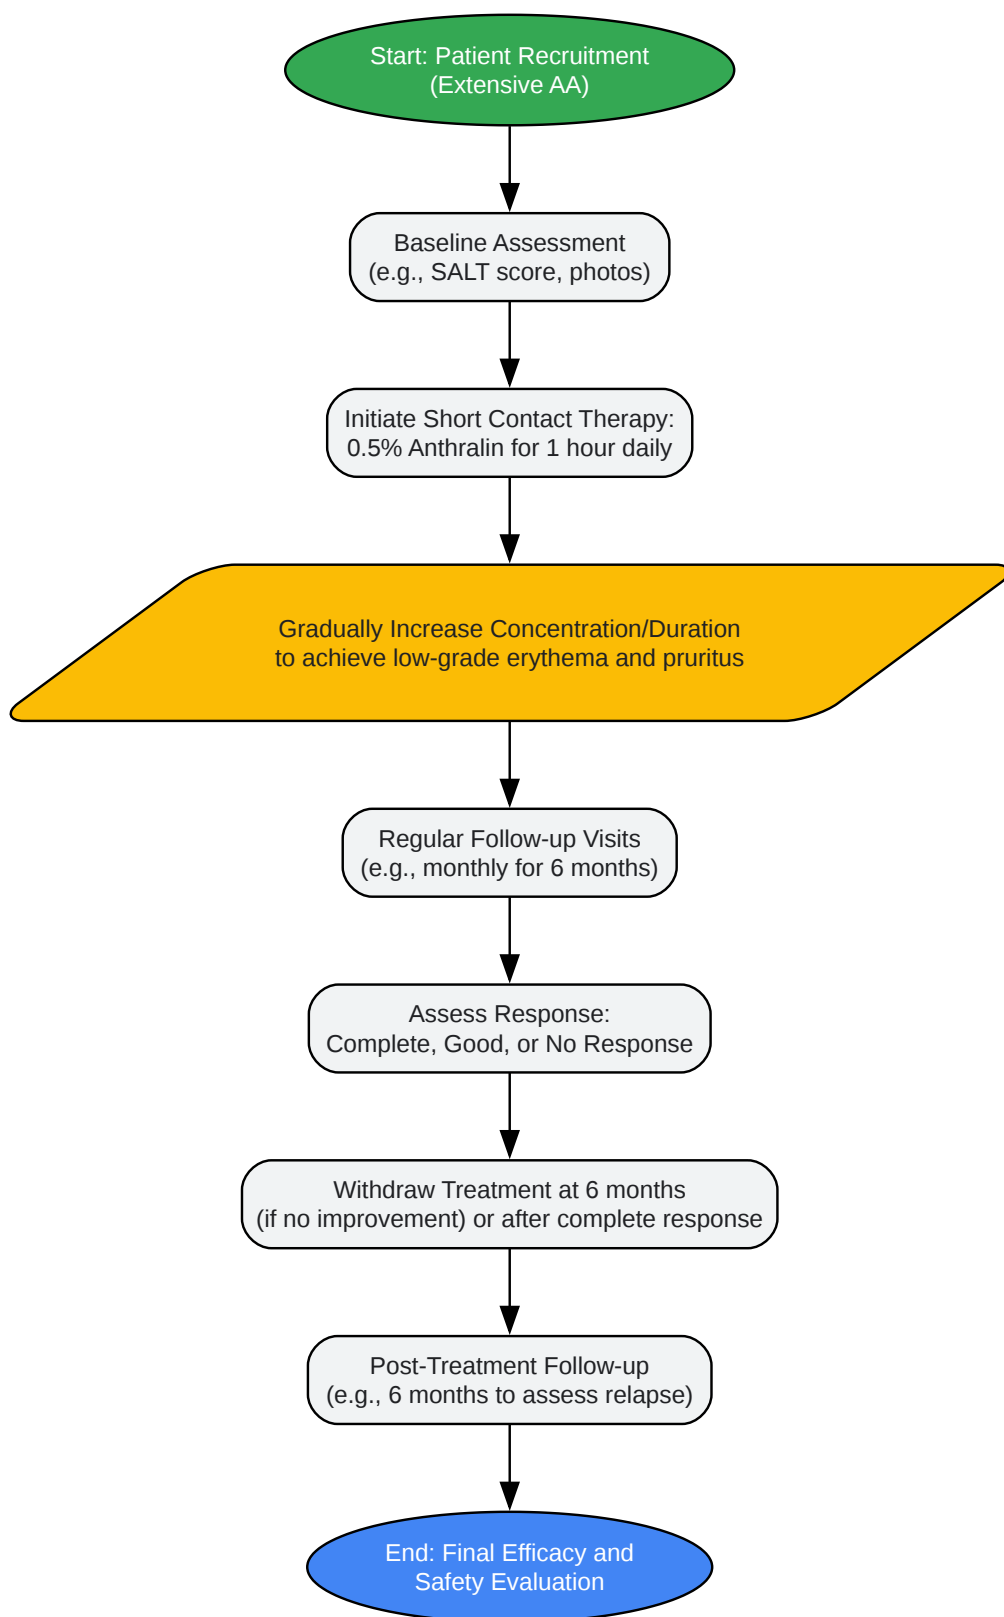 Start: Patient Recruitment
(Extensive AA)
Baseline Assessment
(e.g., SALT score, photos)
Initiate Short Contact Therapy:
0.5% Anthralin for 1 hour daily
Gradually Increase Concentration/Duration
to achieve low-grade erythema and pruritus
Regular Follow-up Visits
(e.g., monthly for 6 months)
Assess Response:
Complete, Good, or No Response
Withdraw Treatment at 6 months
(if no improvement) or after complete response
Post-Treatment Follow-up
(e.g., 6 months to assess relapse)
End: Final Efficacy and
Safety Evaluation